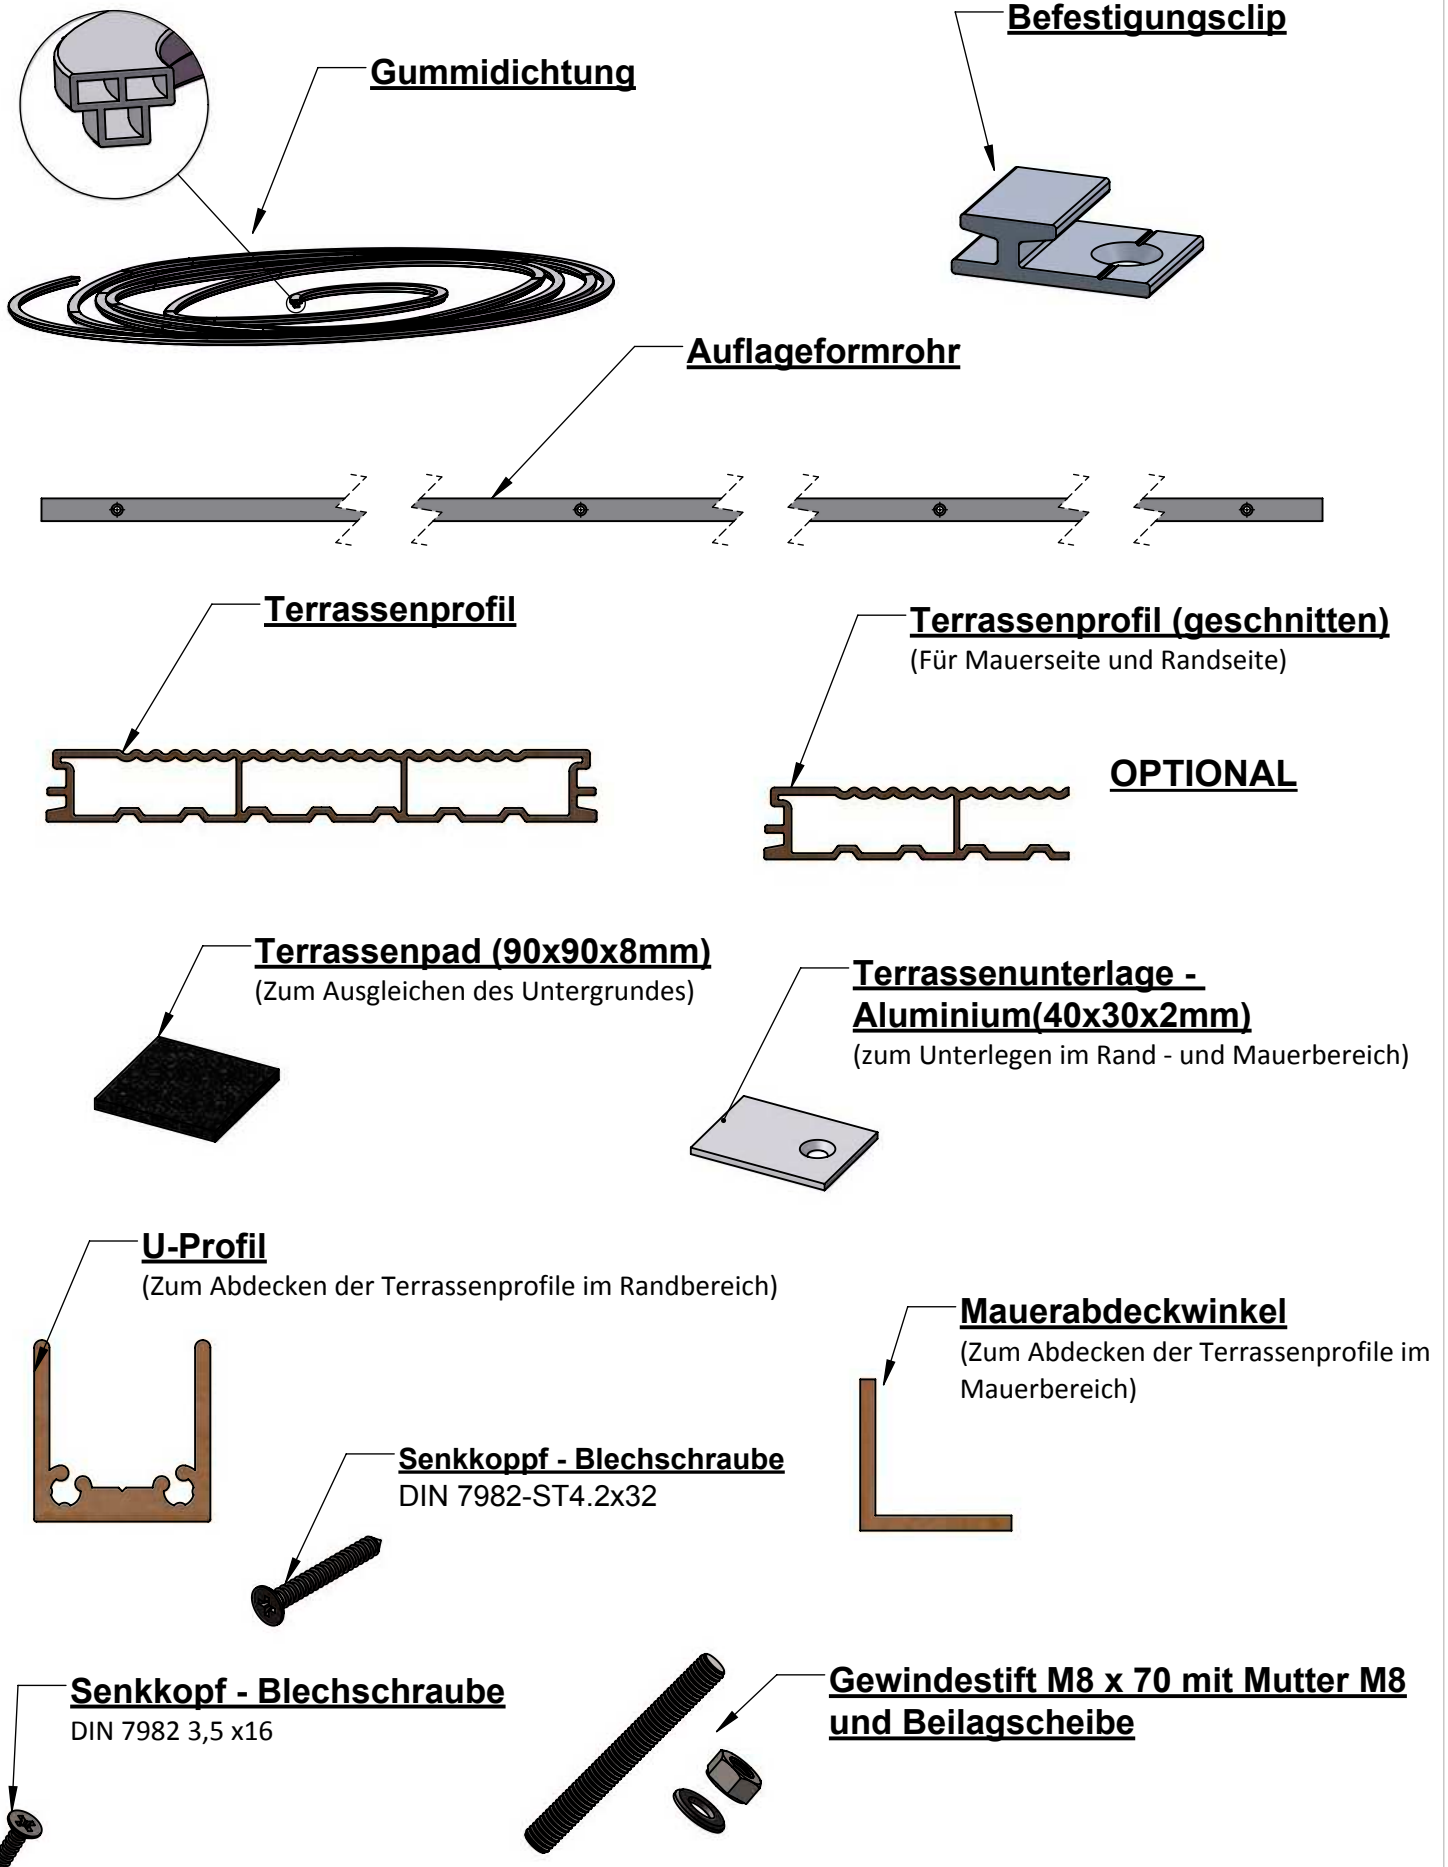 Befestigungsclip
Gummidichtung
Auflageformrohr
Terrassenprofil
Terrassenprofil (geschnitten)
(Für Mauerseite und Randseite)
OPTIONAL
Terrassenpad (90x90x8mm)
(Zum Ausgleichen des Untergrundes)
Terrassenunterlage -
Aluminium(40x30x2mm)
(zum Unterlegen im Rand - und Mauerbereich)
U-Profil
(Zum Abdecken der Terrassenprofile im Randbereich)
Mauerabdeckwinkel
(Zum Abdecken der Terrassenprofile im
Mauerbereich)
Senkkoppf - Blechschraube
DIN 7982-ST4.2x32
Senkkopf - Blechschraube
DIN 7982 3,5 x16
Gewindestift M8 x 70 mit Mutter M8
und Beilagscheibe